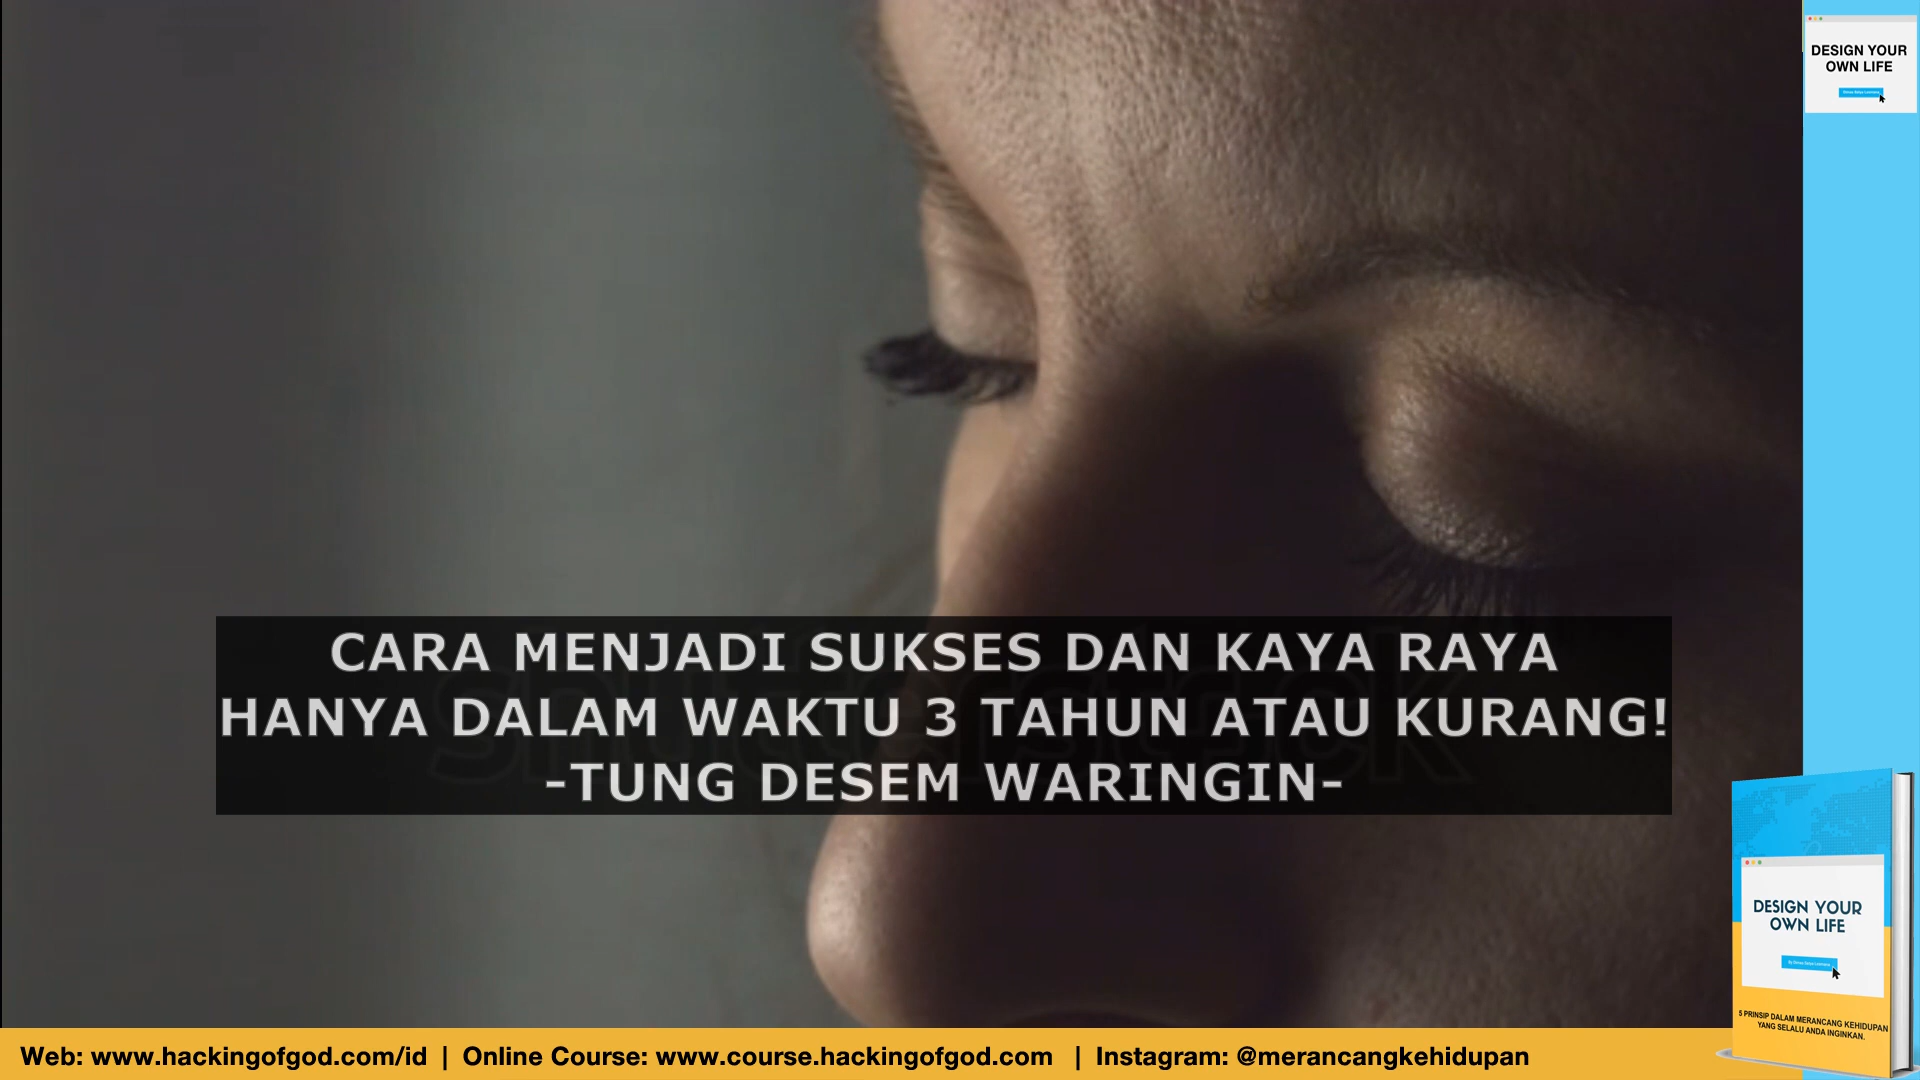 DESIGN YOUR
OWN LIFE
CARA MENJADI SUKSES DAN KAYA RAYA
HANYA DALAM WAKTU 3 TAHUN ATAU KURANG!
-TUNG DESEM WARINGIN-
shutterstock
DESIGN YOUR
OWN LIFE
5 PRINSIP DALAM MERANCANG KEHIDUPAN
YANG SELALU ANDA INGINKAN.
Web: www.hackingofgod.com/id | Online Course: www.course.hackingofgod.com | Instagram: @merancangkehidupan